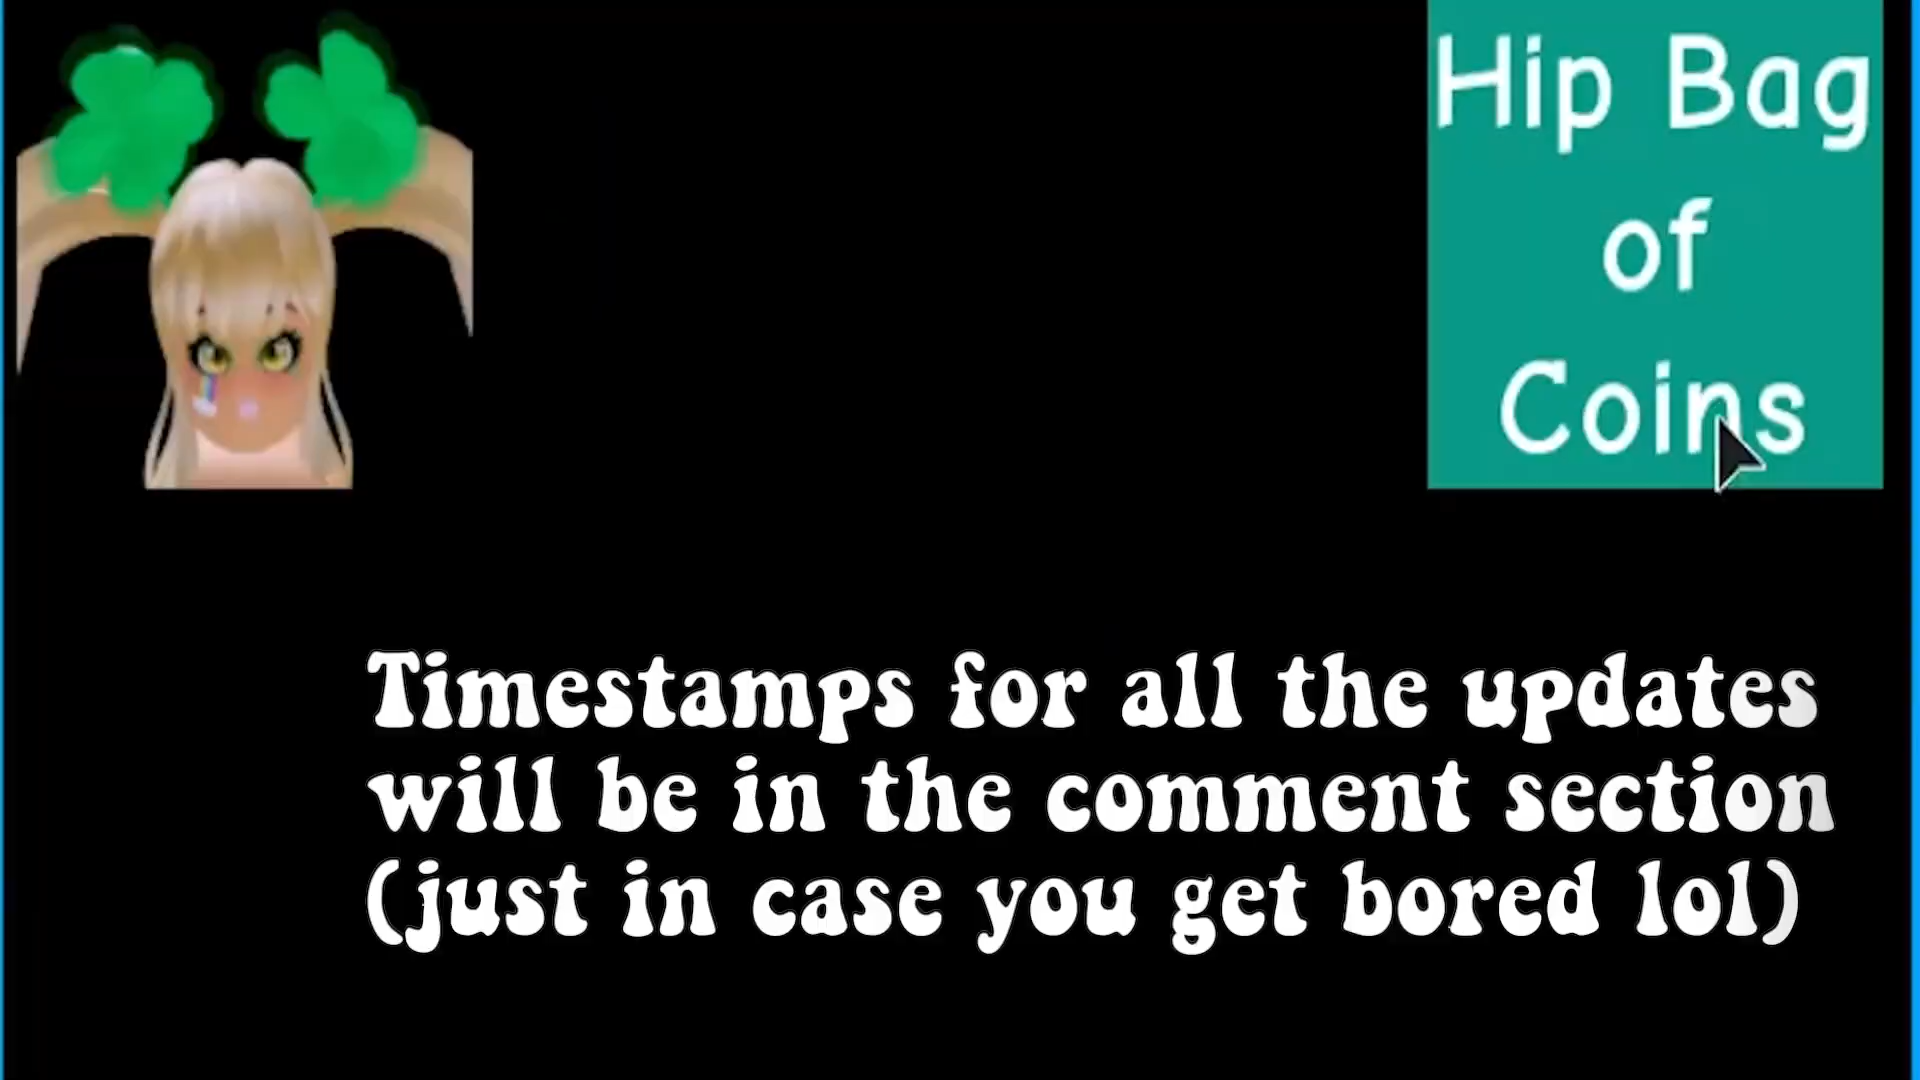 Hip Bag
of
Coins
Timestamps for all the updates
will be in the comment section
(just in case you get bored lol)